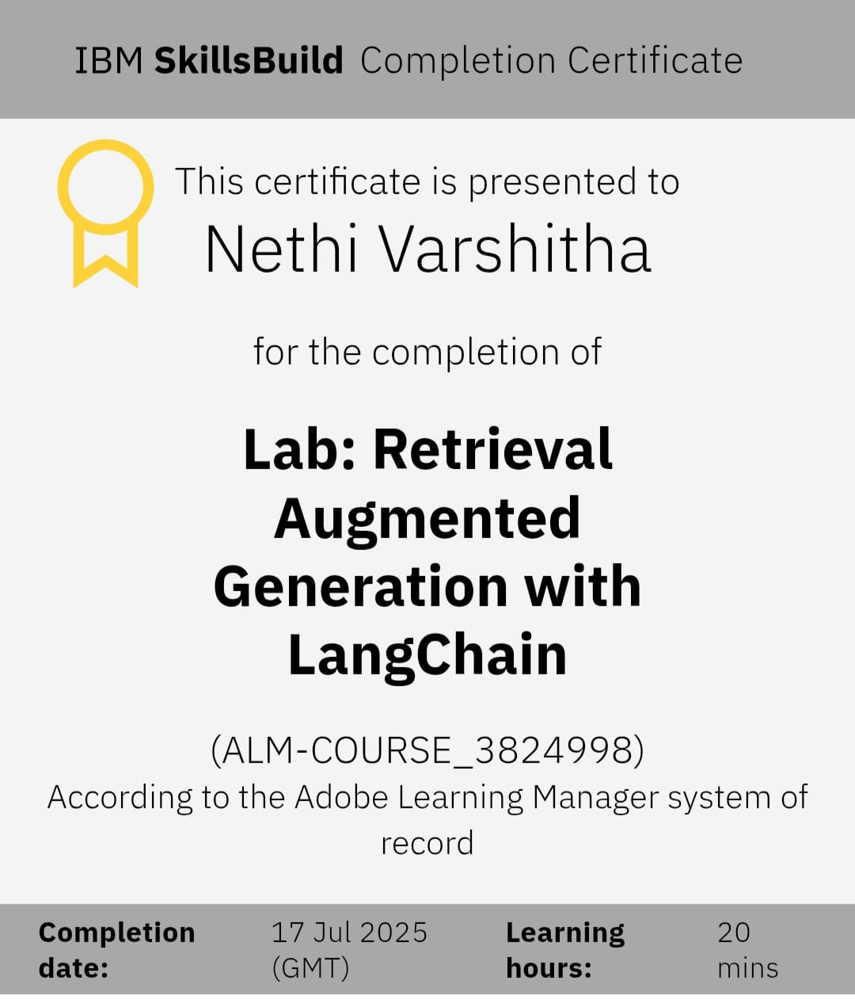 IBM SkillsBuild Completion Certificate
This certificate is presented to
Nethi Varshitha
for the completion of
Lab: Retrieval
Augmented
Generation with
LangChain
(ALM-COURSE_3824998)
According to the Adobe Learning Manager system of
record
Completion date: 17 Jul 2025 (GMT) Learning hours: 20 mins